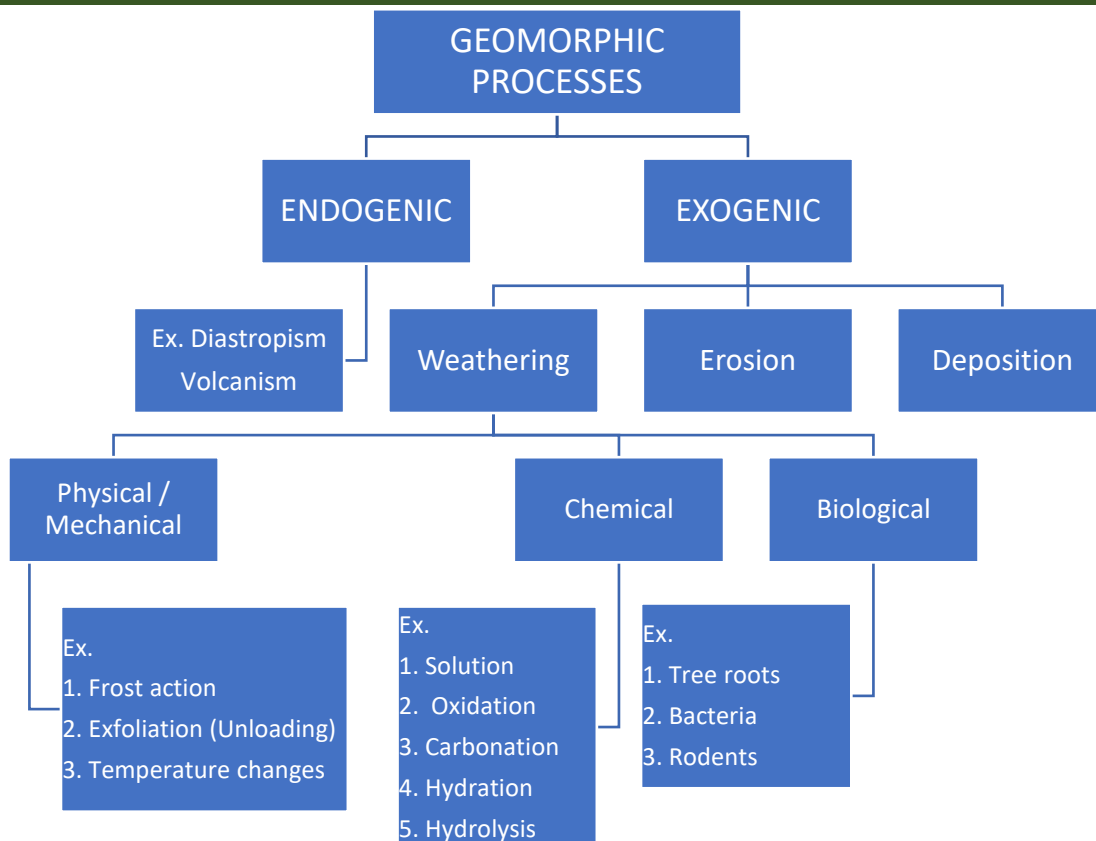 GEOMORPHIC
PROCESSES
ENDOGENIC
EXOGENIC
Ex. Diastropism
Volcanism
Weathering
Erosion
Deposition
Physical /
Mechanical
Chemical
Biological
Ex.
1. Frost action
2. Exfoliation (Unloading)
3. Temperature changes
Ex.
1. Solution
2. Oxidation
3. Carbonation
4. Hydration
5. Hydrolysis
Ex.
1. Tree roots
2. Bacteria
3. Rodents